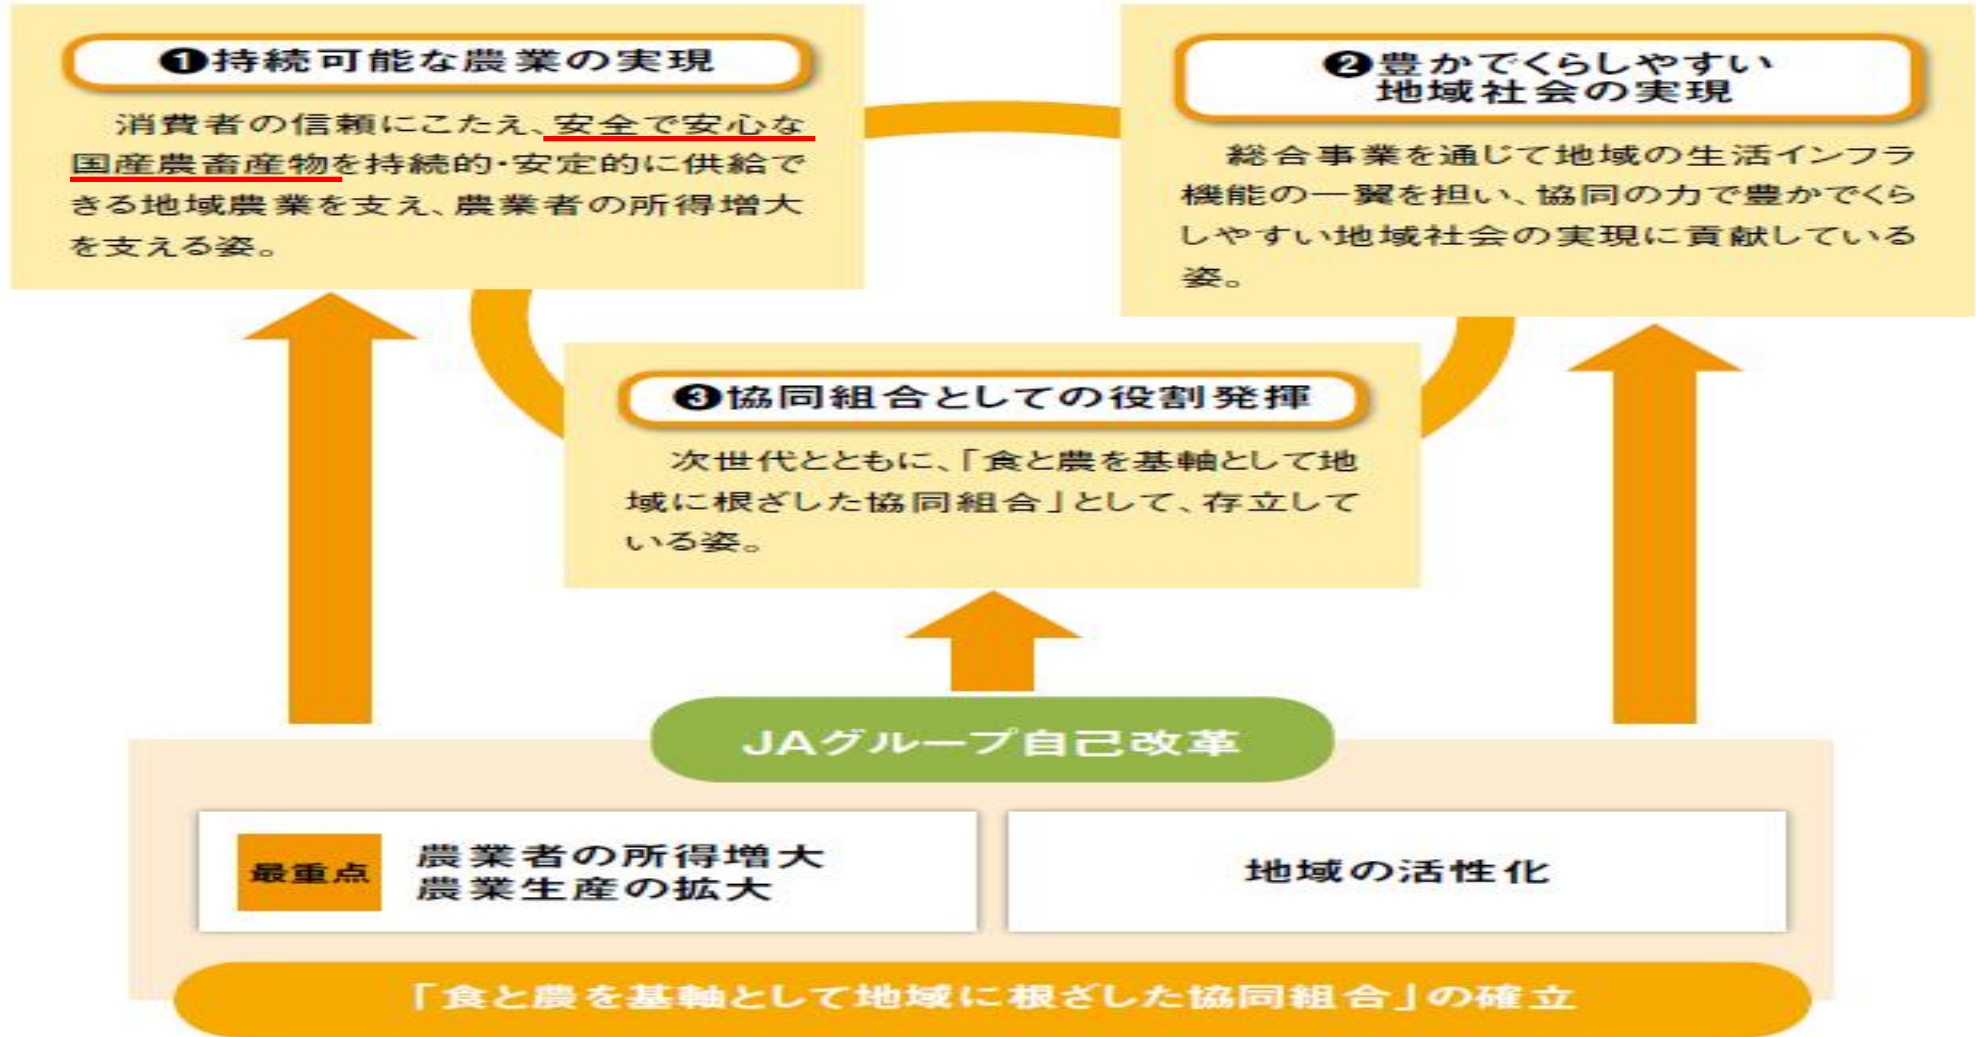 ❶持続可能な農業の実現
消費者の信頼にこたえ、安全で安心な
国産農畜産物を持続的・安定的に供給で
きる地域農業を支え、農業者の所得増大
を支える姿。
❷豊かでくらしやすい
地域社会の実現
総合事業を通じて地域の生活インフラ
機能の一翼を担い、協同の力で豊かでくら
しやすい地域社会の実現に貢献している
姿。
❸協同組合としての役割発揮
次世代とともに、「食と農を基軸として地
域に根ざした協同組合」として、存立して
いる姿。
JAグループ自己改革
最重点
農業者の所得増大
農業生産の拡大
地域の活性化
「食と農を基軸として地域に根ざした協同組合」の確立